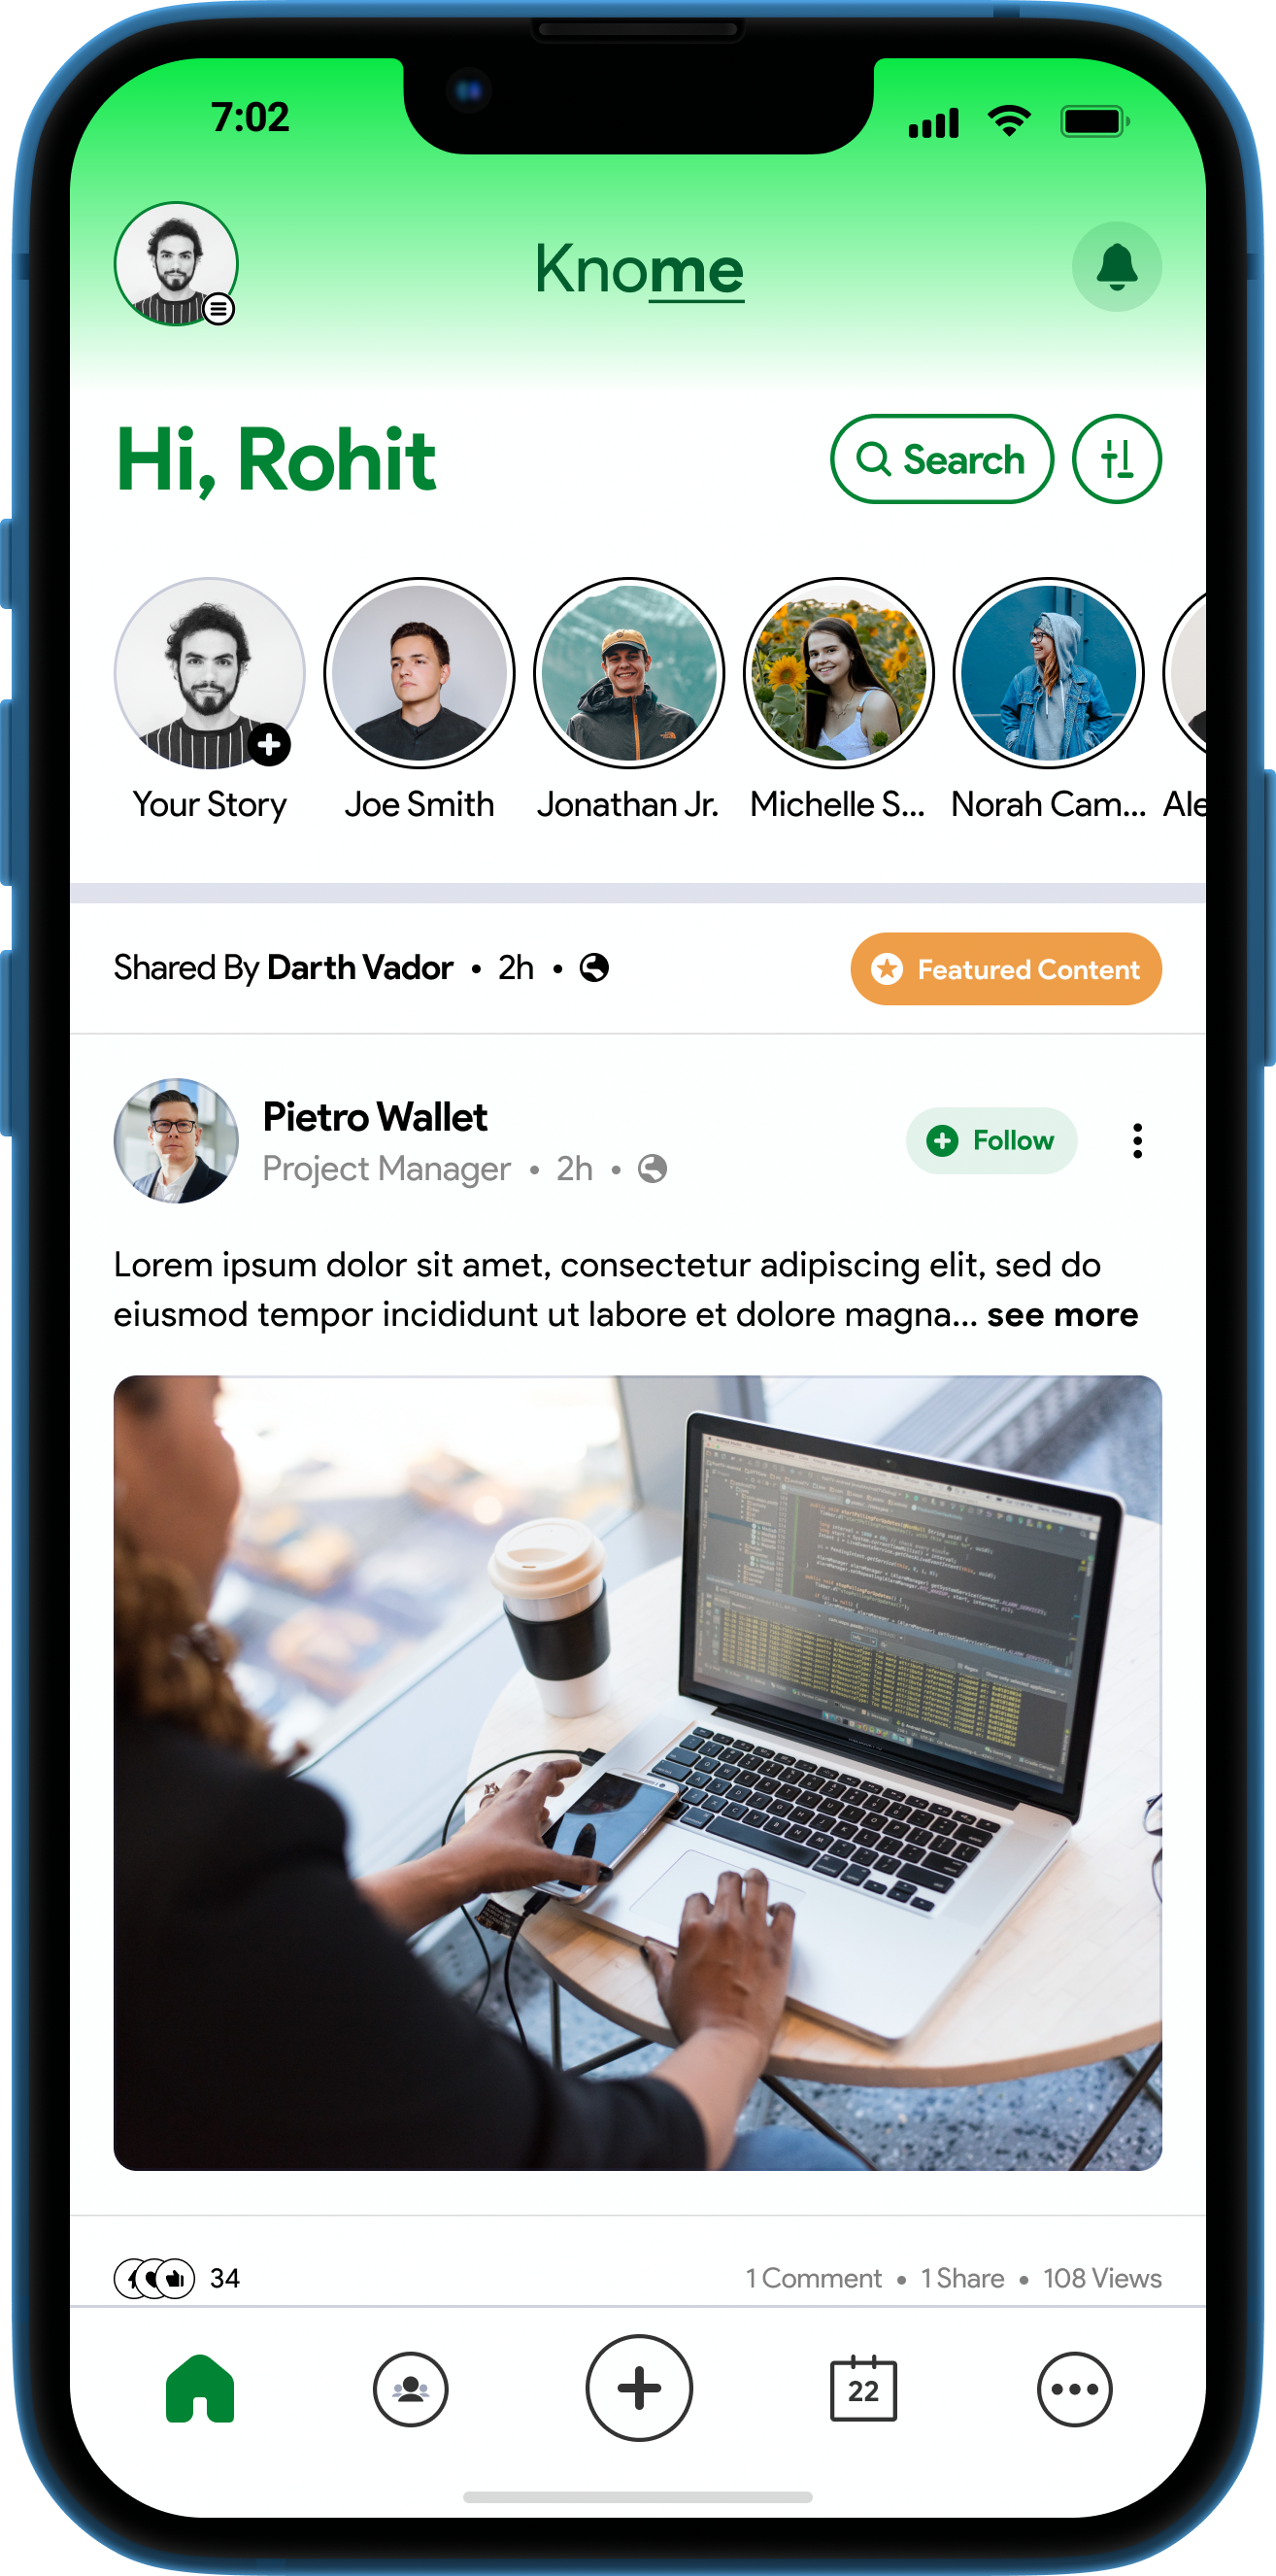 7:02
Knome
Hi, Rohit
Search
Your Story
Joe Smith
Jonathan Jr.
Michelle S...
Norah Cam...
Ale
Shared By Darth Vador • 2h •
Featured Content
Pietro Wallet
Project Manager • 2h •
Follow
Lorem ipsum dolor sit amet, consectetur adipiscing elit, sed do
eiusmod tempor incididunt ut labore et dolore magna... see more
34
1 Comment • 1 Share • 108 Views
22